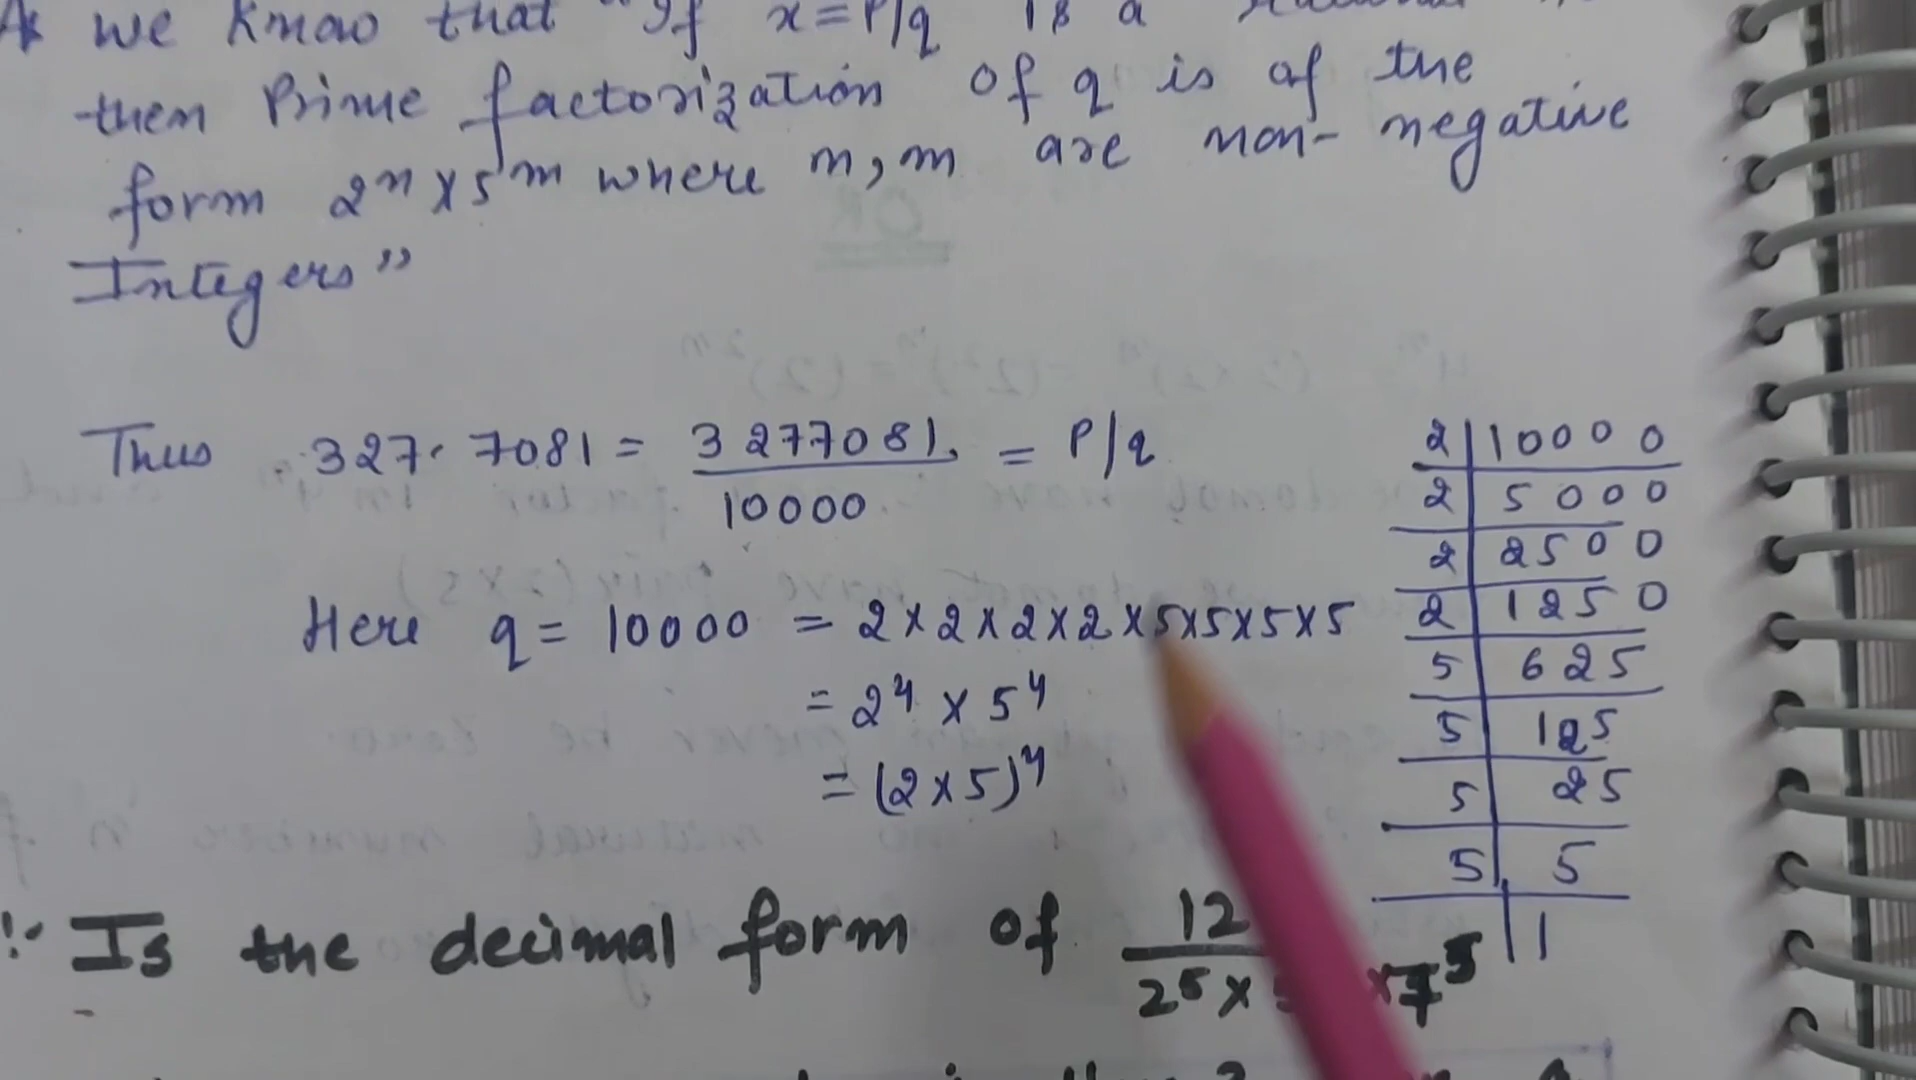 we know that "If x = P/q is a
then Prime factorization of q is of the
form 2ⁿ x 5ᵐ where n, m are non-negative
Integers"
Thus 327.7081 = 3277081/10000 = P/q
Here q = 10000 = 2 x 2 x 2 x 2 x 5 x 5 x 5 x 5
= 2⁴ x 5⁴
= (2 x 5)⁴
2 | 10000
2 | 5000
2 | 2500
2 | 1250
5 | 625
5 | 125
5 | 25
5 | 5
| 1
Is the decimal form of 12 / 2⁵ x x 7⁵